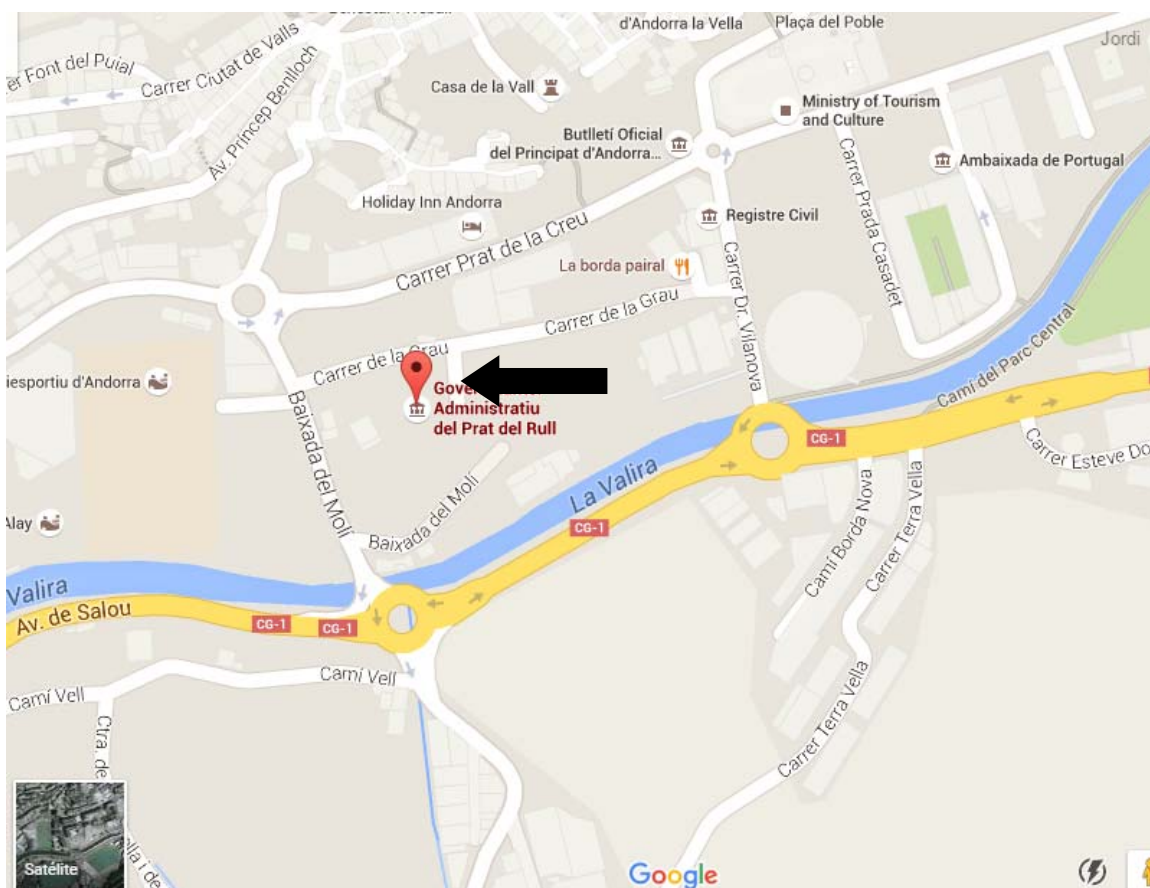 d'Andorra la Vella
Plaça del Poble
Jordi
Font del Puial
Carrer Ciutat de Valls
Av. Príncep Benlloch
Casa de la Vall
Ministry of Tourism
and Culture
Butlletí Oficial
del Principat d'Andorra...
Ambaixada de Portugal
Holiday Inn Andorra
Registre Civil
Carrer Prat de la Creu
Carrer Prada Casadet
La borda pairal
Carrer Dr. Vilanova
Carrer de la Grau
Carrer de la Grau
Camí del Parc Central
iesportiu d'Andorra
Administratiu
del Prat del Rull
Baixada del Molí
CG-1
Carrer Esteve Do
La Valira
Baixada del Molí
CG-1
Camí Borda Nova
Carrer Terra Vella
Alay
Valira
Av. de Salou
CG-1
CG-1
Camí Vell
Camí Vell
Ctra. de
Carrer Terra Vella
Satélite
lla i de
Google